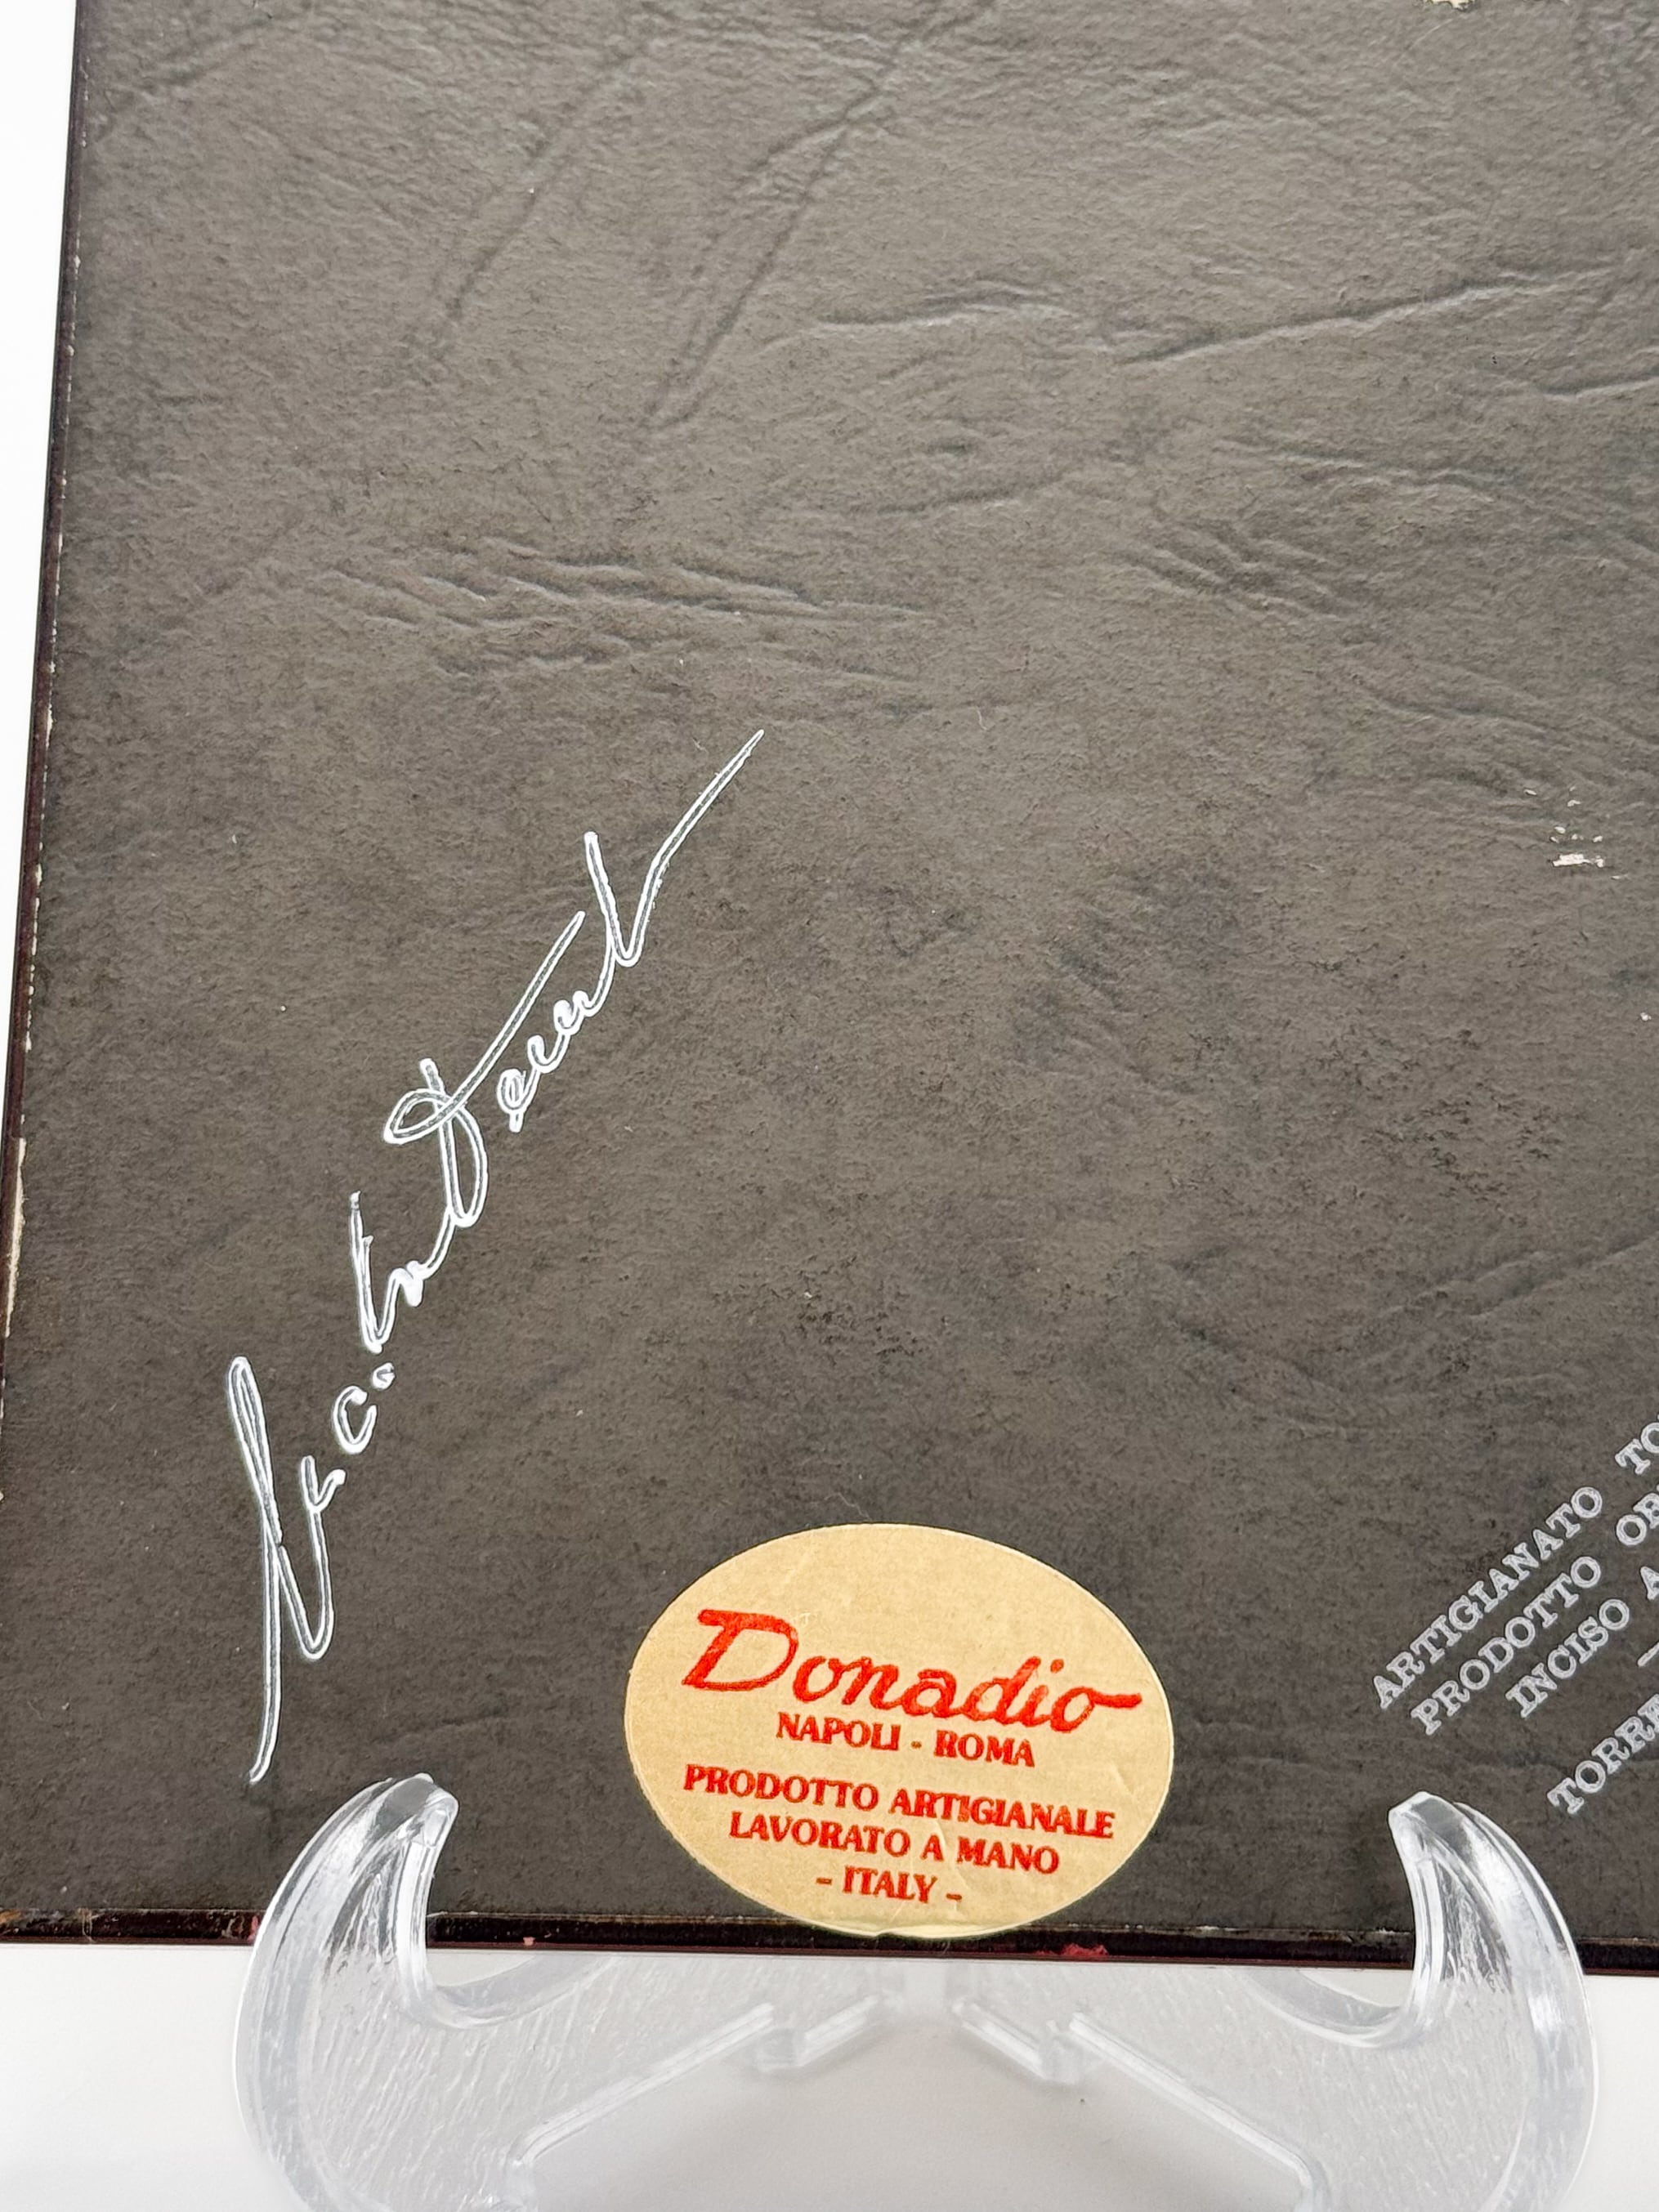 Donadio
NAPOLI - ROMA
PRODOTTO ARTIGIANALE
LAVORATO A MANO
- ITALY -
ARTIGIANATO
PRODOTTO
INCISO A